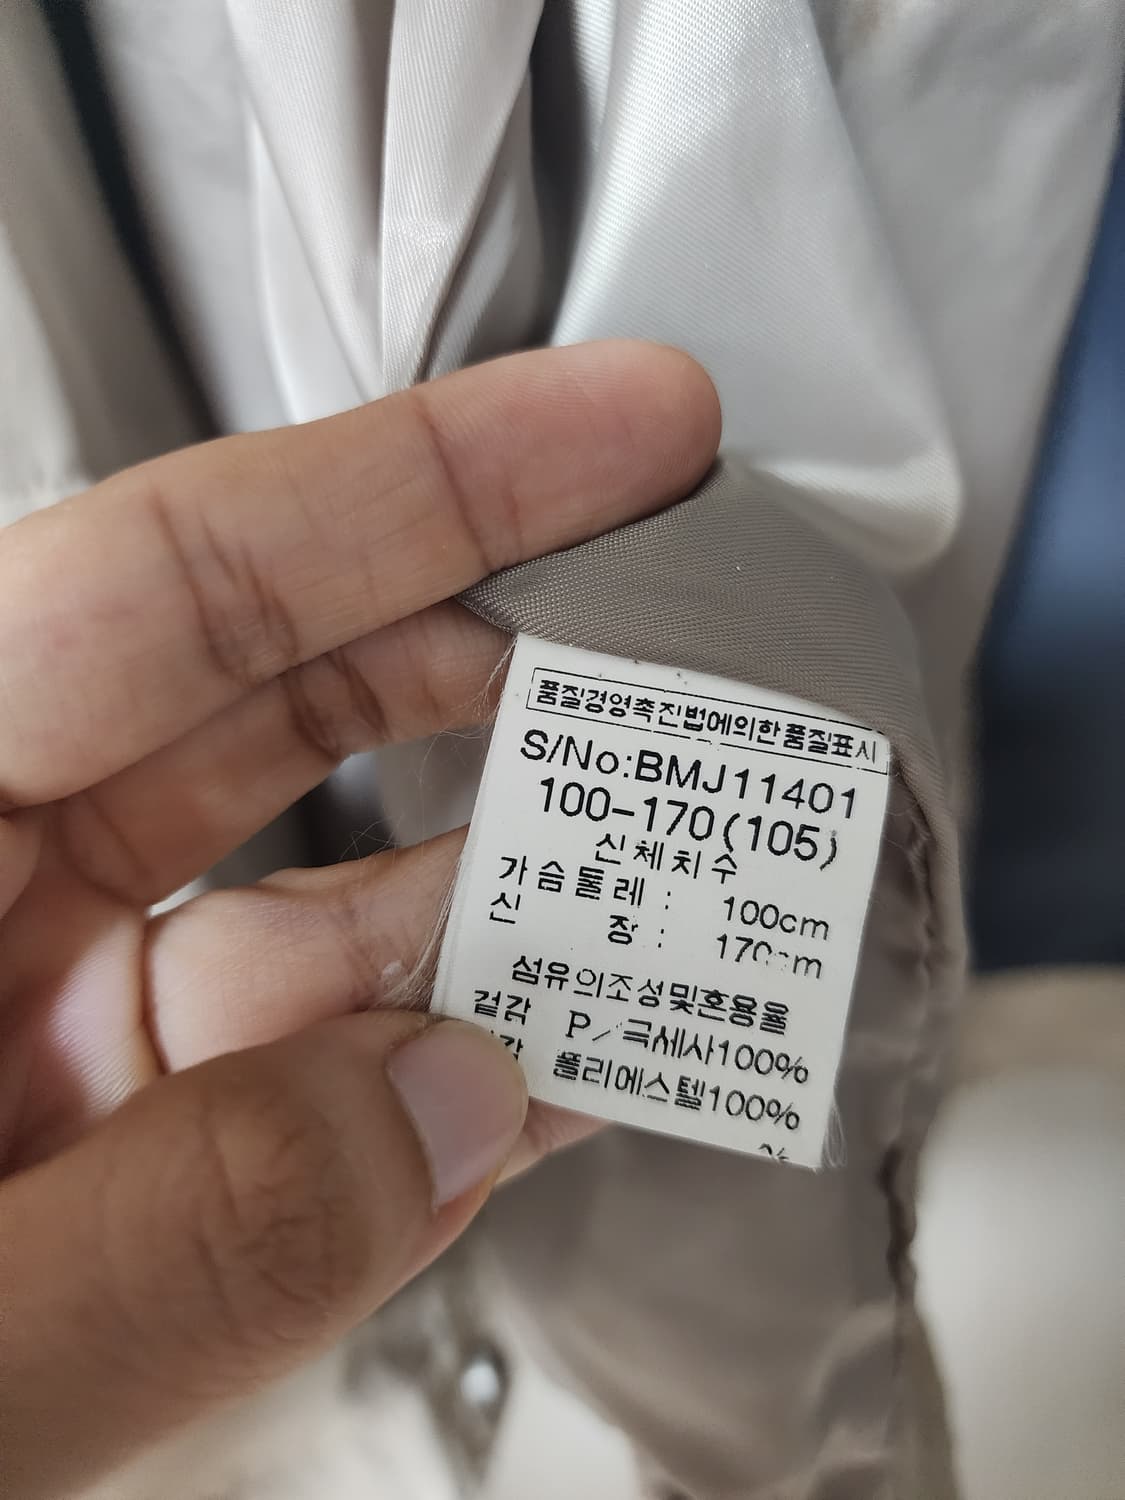 품질경영촉진법에의한품질표시
S/No:BMJ11401
100-170(105)
신체치수
가슴둘레 : 100cm
신 장 : 170cm
섬유의조성및혼용율
겉감 P/극세사100%
폴리에스텔100%